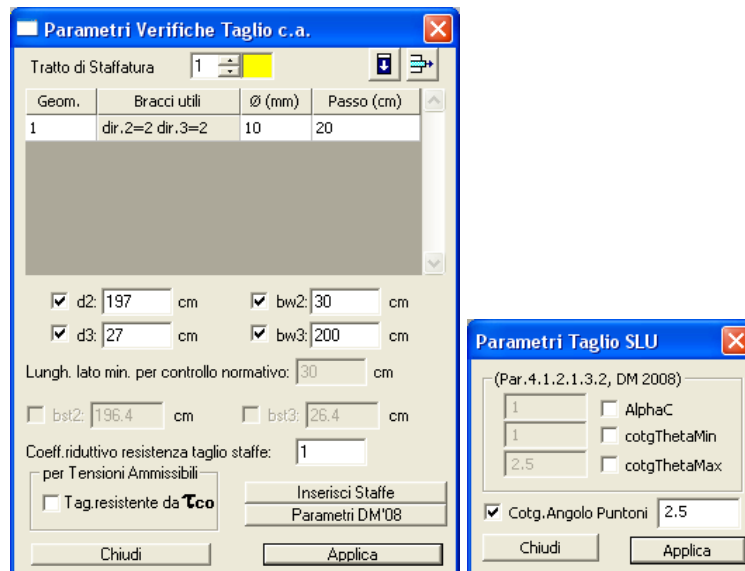 Parametri Verifiche Taglio c.a.
Tratto di Staffatura 1
Geom. Bracci utili Ø (mm) Passo (cm)
1 dir.2=2 dir.3=2 10 20
d2: 197 cm bw2: 30 cm
d3: 27 cm bw3: 200 cm
Lungh. lato min. per controllo normativo: 30 cm
bst2: 196.4 cm bst3: 26.4 cm
Coeff.riduttivo resistenza taglio staffe: 1
per Tensioni Ammissibili
Tag.resistente da τco
Inserisci Staffe
Parametri DM'08
Chiudi Applica
Parametri Taglio SLU
(Par.4.1.2.1.3.2, DM 2008)
1 AlphaC
1 cotgThetaMin
2.5 cotgThetaMax
Cotg.Angolo Puntoni 2.5
Chiudi Applica